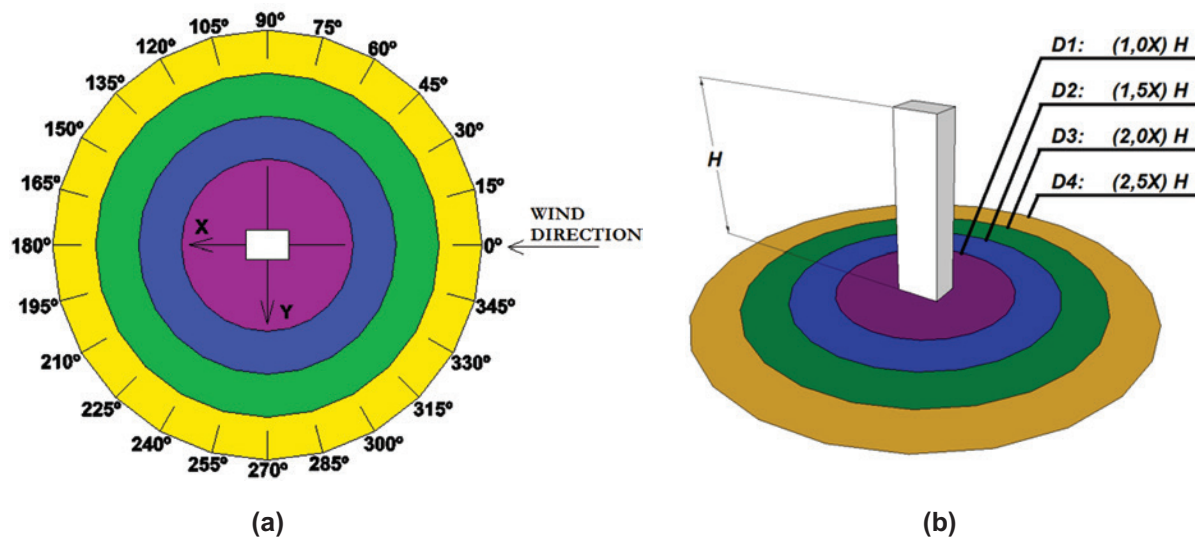 90º
105º
75º
120º
60º
135º
45º
150º
30º
165º
15º
180º
0º
195º
345º
210º
330º
225º
315º
240º
300º
255º
285º
270º
X
Y
WIND
DIRECTION
(a)
D1: (1,0X) H
D2: (1,5X) H
D3: (2,0X) H
D4: (2,5X) H
H
(b)